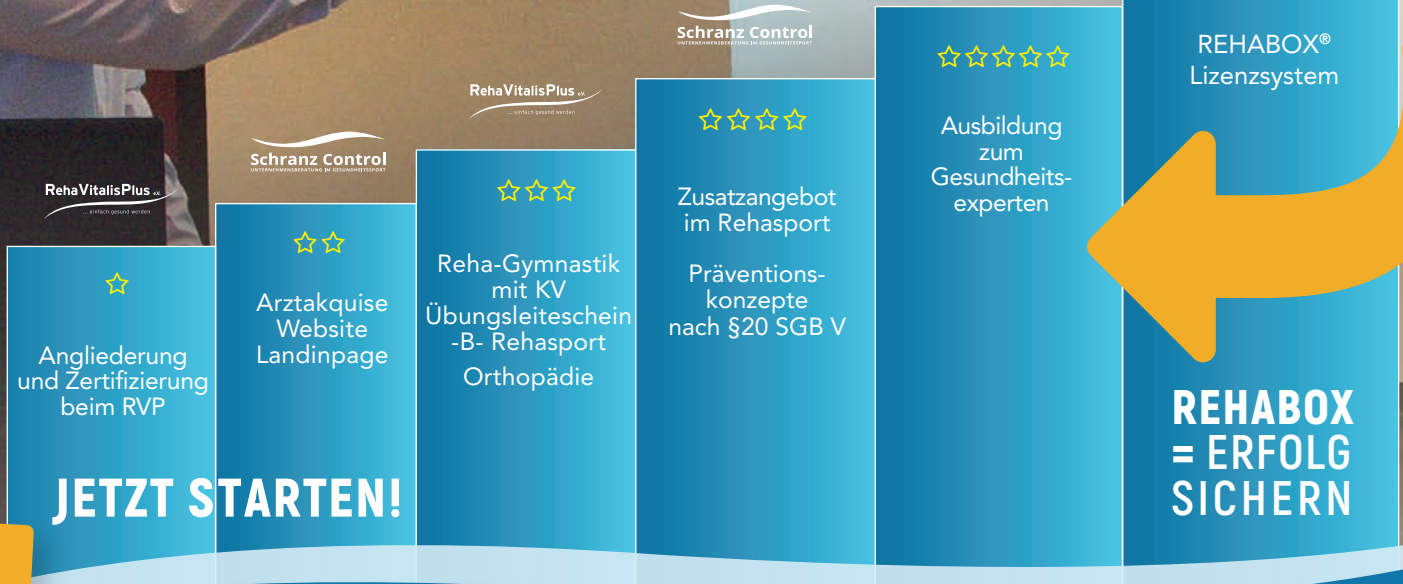 RehaVitalisPlus e.V.
... einfach gesund werden
Angliederung
und Zertifizierung
beim RVP
Schranz Control
UNTERNEHMENSBERATUNG IM GESUNDHEITSSPORT
Arztakquise
Website
Landinpage
RehaVitalisPlus e.V.
... einfach gesund werden
Reha-Gymnastik
mit KV
Übungsleiteschein
-B- Rehasport
Orthopädie
Schranz Control
UNTERNEHMENSBERATUNG IM GESUNDHEITSSPORT
Zusatzangebot
im Rehasport
Präventions-
konzepte
nach §20 SGB V
Ausbildung
zum
Gesundheits-
experten
REHABOX®
Lizenzsystem
REHABOX
= ERFOLG
SICHERN
JETZT STARTEN!